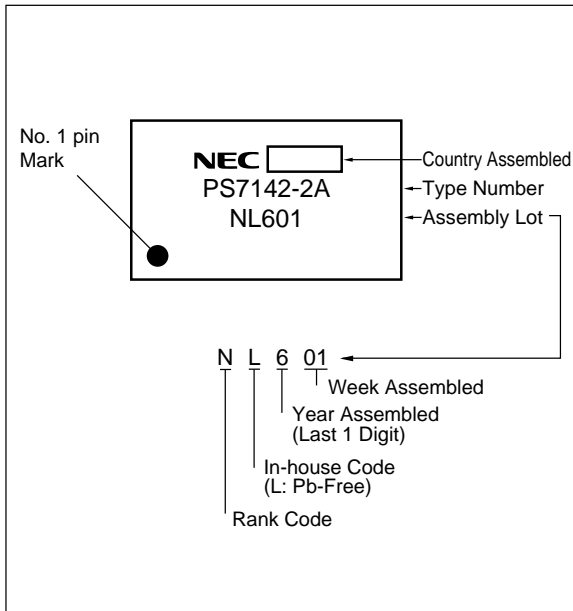 No. 1 pin
Mark
NEC
Country Assembled
PS7142-2A
Type Number
NL601
Assembly Lot
N L 6 01
Week Assembled
Year Assembled
(Last 1 Digit)
In-house Code
(L: Pb-Free)
Rank Code